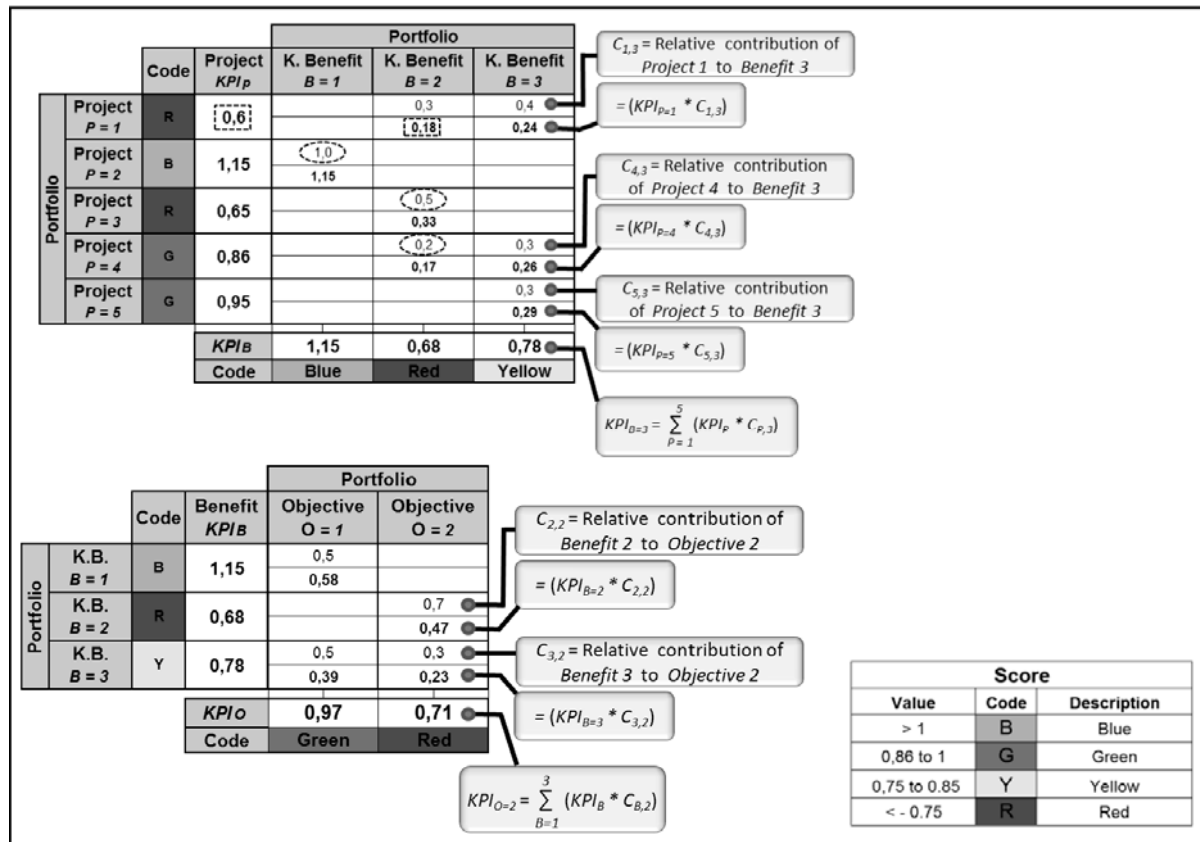 Portfolio
Code Project KPIP K. Benefit B = 1 K. Benefit B = 2 K. Benefit B = 3
Portfolio
Project P = 1 R 0,6 0,3 0,4
0,18 0,24
Project P = 2 B 1,15 1,0
1,15
Project P = 3 R 0,65 0,5
0,33
Project P = 4 G 0,86 0,2 0,3
0,17 0,26
Project P = 5 G 0,95 0,3
0,29
KPIB 1,15 0,68 0,78
Code Blue Red Yellow
C1,3 = Relative contribution of
Project 1 to Benefit 3
= (KPIP=1 * C1,3)
C4,3 = Relative contribution
of Project 4 to Benefit 3
= (KPIP=4 * C4,3)
C5,3 = Relative contribution
of Project 5 to Benefit 3
= (KPIP=5 * C5,3)
KPIB=3 = 5 ∑ P = 1 (KPIP * CP,3)
Portfolio
Code Benefit KPIB Objective O = 1 Objective O = 2
Portfolio
K.B. B = 1 B 1,15 0,5
0,58
K.B. B = 2 R 0,68 0,7
0,47
K.B. B = 3 Y 0,78 0,5 0,3
0,39 0,23
KPIO 0,97 0,71
Code Green Red
C2,2 = Relative contribution of
Benefit 2 to Objective 2
= (KPIB=2 * C2,2)
C3,2 = Relative contribution of
Benefit 3 to Objective 2
= (KPIB=3 * C3,2)
KPIO=2 = 3 ∑ B=1 (KPIB * CB,2)
Score
Value Code Description
> 1 B Blue
0,86 to 1 G Green
0,75 to 0.85 Y Yellow
< - 0.75 R Red